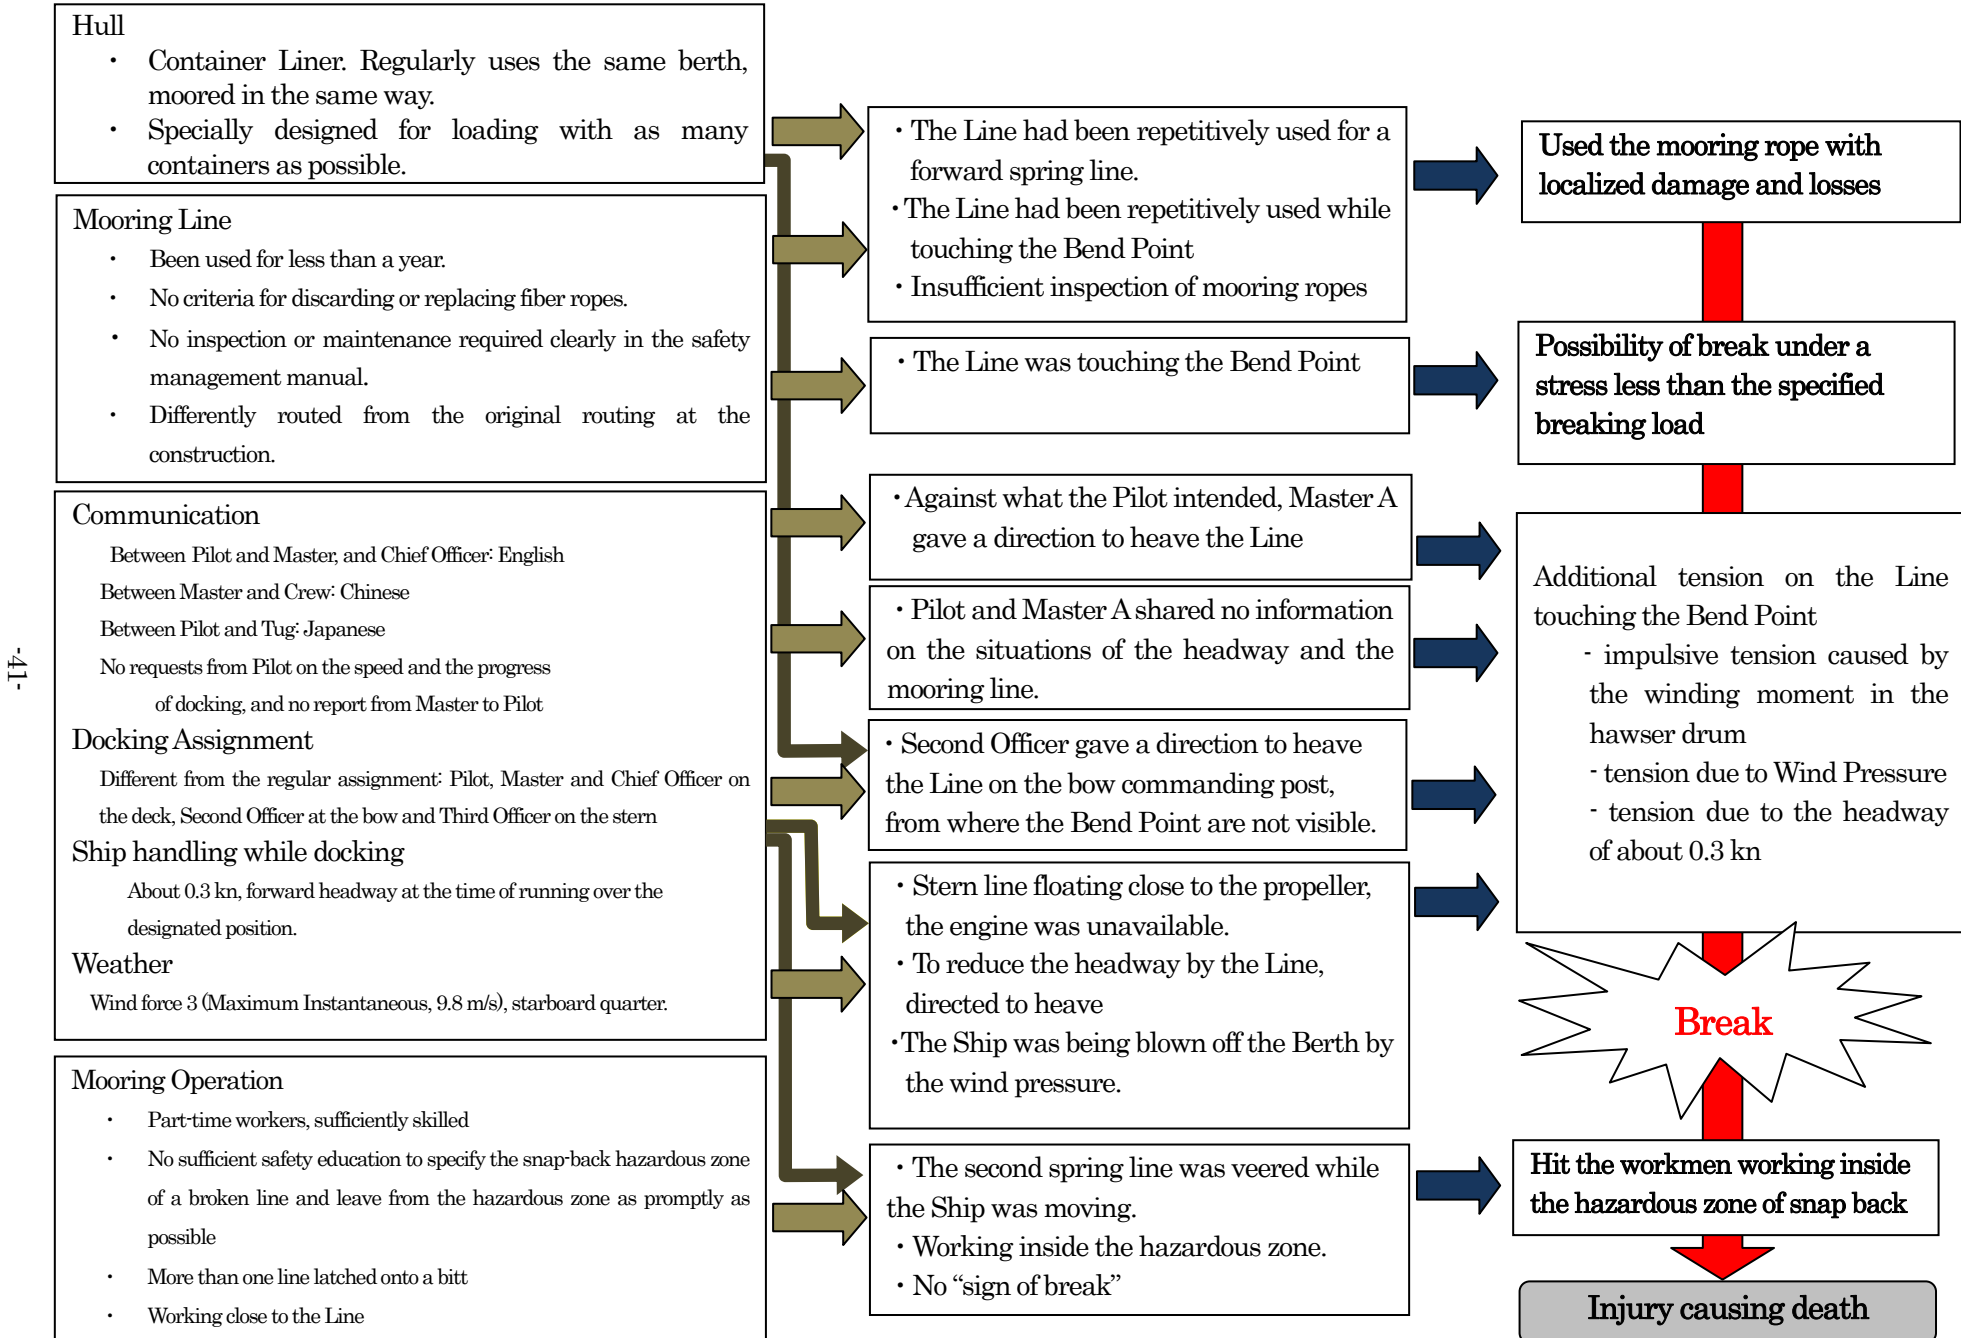 Hull
・ Container Liner. Regularly uses the same berth,
moored in the same way.
・ Specially designed for loading with as many
containers as possible.
Mooring Line
・ Been used for less than a year.
・ No criteria for discarding or replacing fiber ropes.
・ No inspection or maintenance required clearly in the safety
management manual.
・ Differently routed from the original routing at the
construction.
Communication
Between Pilot and Master, and Chief Officer: English
Between Master and Crew: Chinese
Between Pilot and Tug: Japanese
No requests from Pilot on the speed and the progress
of docking, and no report from Master to Pilot
Docking Assignment
Different from the regular assignment: Pilot, Master and Chief Officer on
the deck, Second Officer at the bow and Third Officer on the stern
Ship handling while docking
About 0.3 kn, forward headway at the time of running over the
designated position.
Weather
Wind force 3 (Maximum Instantaneous, 9.8 m/s), starboard quarter.
Mooring Operation
・ Part-time workers, sufficiently skilled
・ No sufficient safety education to specify the snap-back hazardous zone
of a broken line and leave from the hazardous zone as promptly as
possible
・ More than one line latched onto a bitt
・ Working close to the Line
・The Line had been repetitively used for a
forward spring line.
・The Line had been repetitively used while
touching the Bend Point
・Insufficient inspection of mooring ropes
・The Line was touching the Bend Point
・Against what the Pilot intended, Master A
gave a direction to heave the Line
・Pilot and Master A shared no information
on the situations of the headway and the
mooring line.
・Second Officer gave a direction to heave
the Line on the bow commanding post,
from where the Bend Point are not visible.
・Stern line floating close to the propeller,
the engine was unavailable.
・To reduce the headway by the Line,
directed to heave
・The Ship was being blown off the Berth by
the wind pressure.
・The second spring line was veered while
the Ship was moving.
・Working inside the hazardous zone.
・No “sign of break”
Used the mooring rope with
localized damage and losses
Possibility of break under a
stress less than the specified
breaking load
Additional tension on the Line
touching the Bend Point
- impulsive tension caused by
the winding moment in the
hawser drum
- tension due to Wind Pressure
- tension due to the headway
of about 0.3 kn
Break
Hit the workmen working inside
the hazardous zone of snap back
Injury causing death
-41-